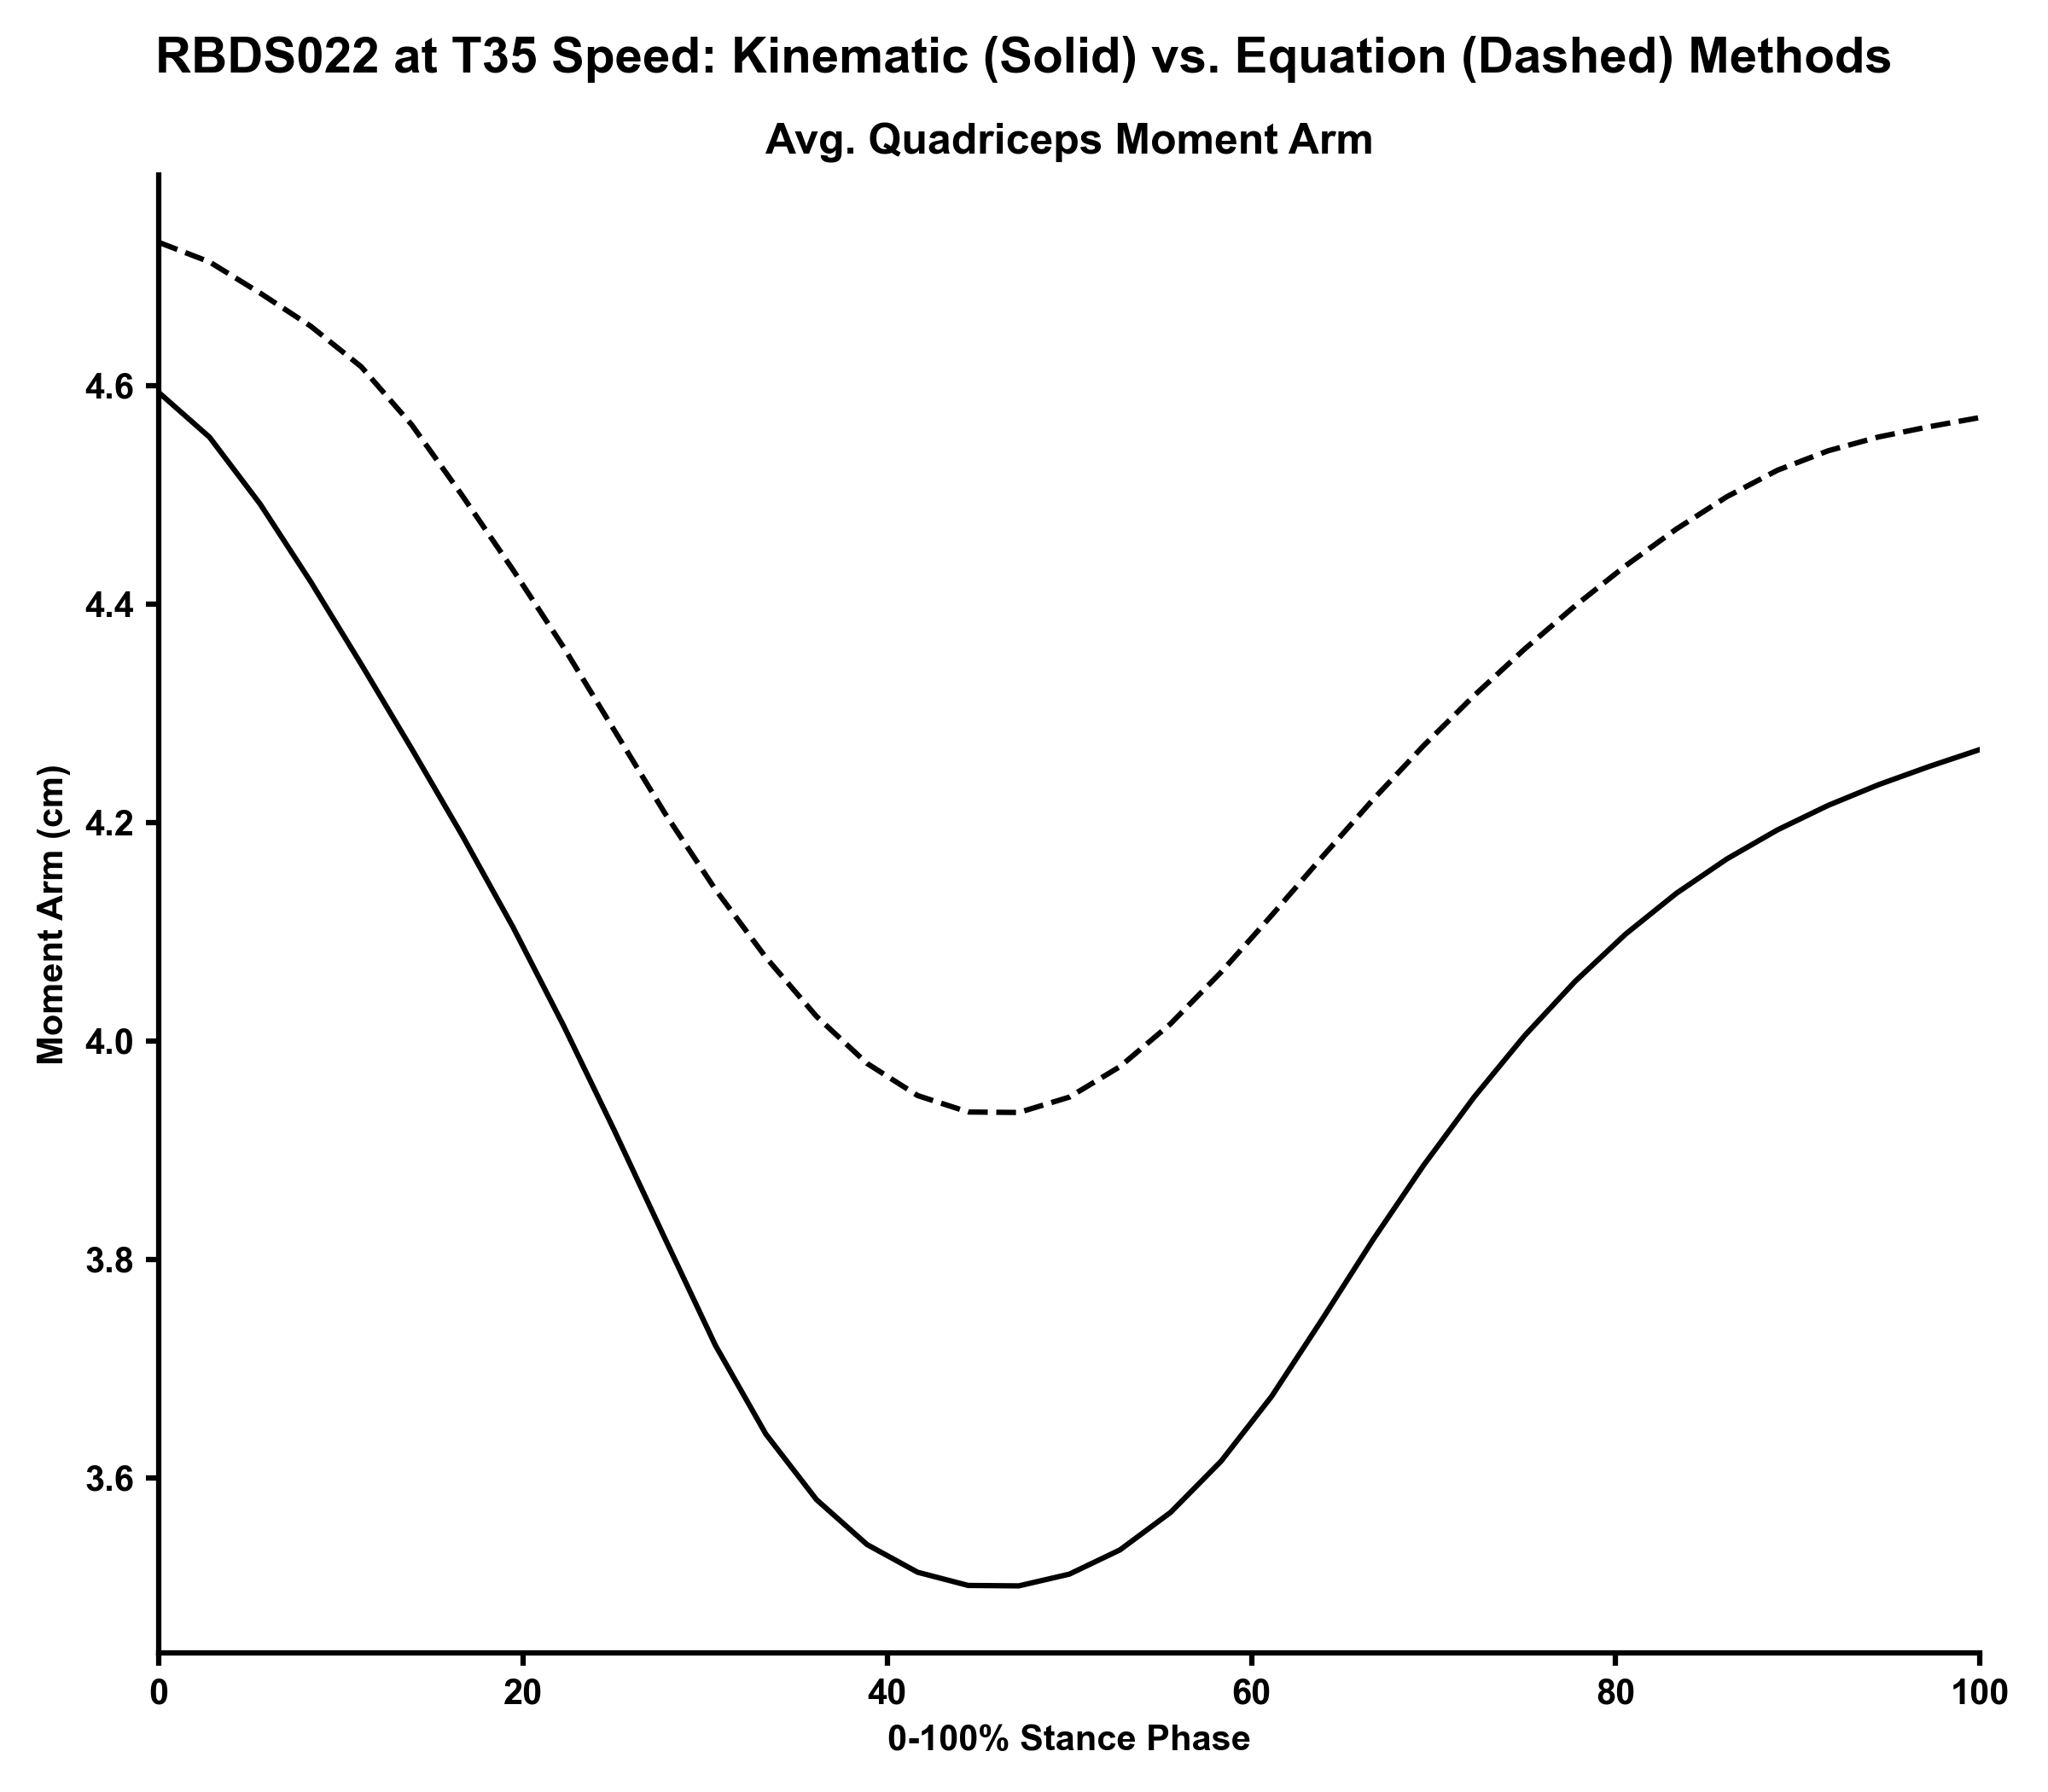 RBDS022 at T35 Speed: Kinematic (Solid) vs. Equation (Dashed) Methods
Avg. Quadriceps Moment Arm
Moment Arm (cm)
4.6
4.4
4.2
4.0
3.8
3.6
0 20 40 60 80 100
0-100% Stance Phase